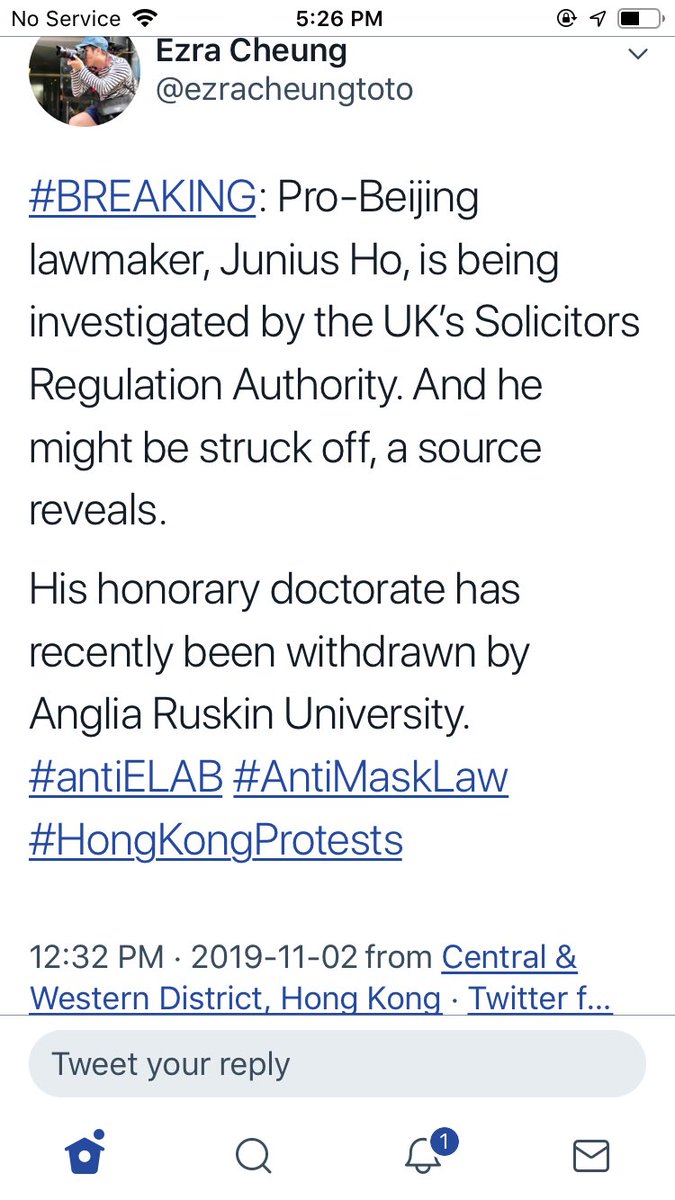 No Service 5:26 PM
Ezra Cheung
@ezracheungtoto
#BREAKING: Pro-Beijing
lawmaker, Junius Ho, is being
investigated by the UK’s Solicitors
Regulation Authority. And he
might be struck off, a source
reveals.
His honorary doctorate has
recently been withdrawn by
Anglia Ruskin University.
#antiELAB #AntiMaskLaw
#HongKongProtests
12:32 PM · 2019-11-02 from Central &
Western District, Hong Kong · Twitter f...
Tweet your reply
1